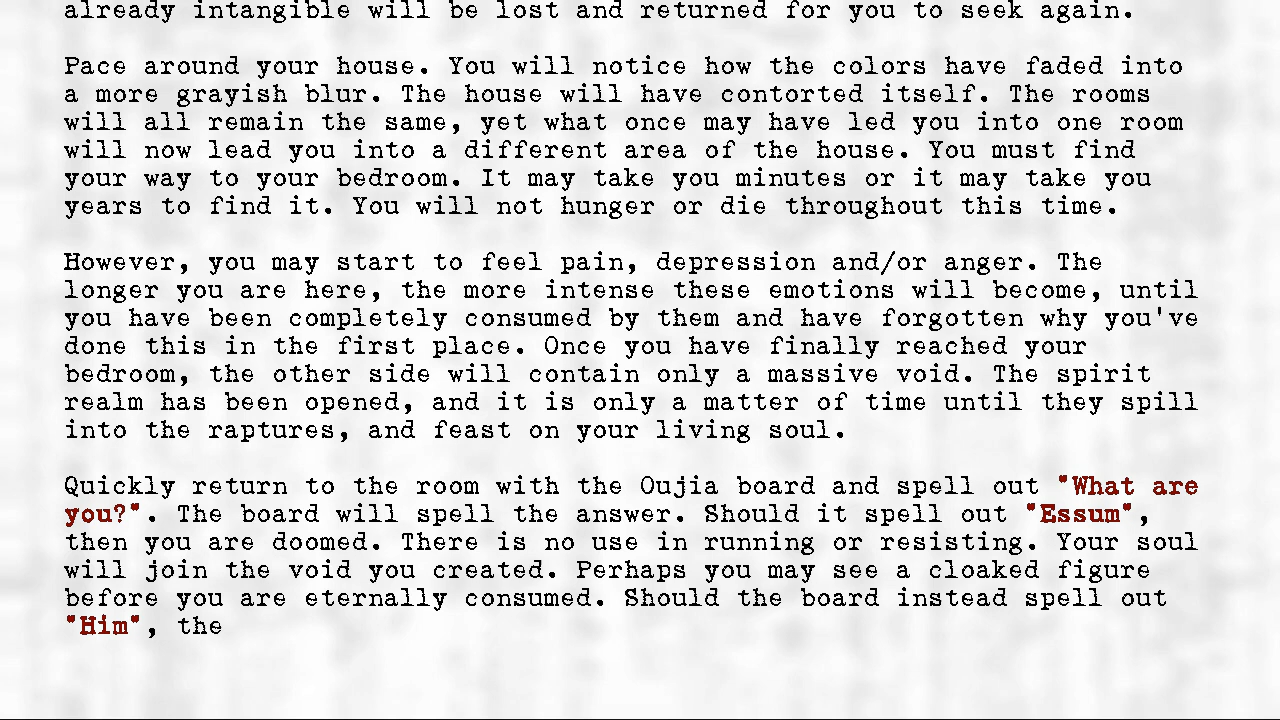 already intangible will be lost and returned for you to seek again.
Pace around your house. You will notice how the colors have faded into
a more grayish blur. The house will have contorted itself. The rooms
will all remain the same, yet what once may have led you into one room
will now lead you into a different area of the house. You must find
your way to your bedroom. It may take you minutes or it may take you
years to find it. You will not hunger or die throughout this time.
However, you may start to feel pain, depression and/or anger. The
longer you are here, the more intense these emotions will become, until
you have been completely consumed by them and have forgotten why you've
done this in the first place. Once you have finally reached your
bedroom, the other side will contain only a massive void. The spirit
realm has been opened, and it is only a matter of time until they spill
into the raptures, and feast on your living soul.
Quickly return to the room with the Oujia board and spell out "What are
you?". The board will spell the answer. Should it spell out "Essum",
then you are doomed. There is no use in running or resisting. Your soul
will join the void you created. Perhaps you may see a cloaked figure
before you are eternally consumed. Should the board instead spell out
"Him", the